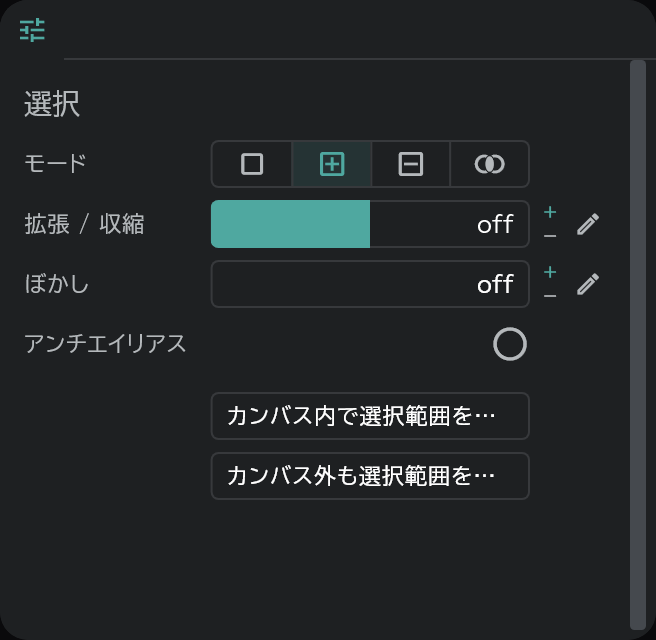 選択
モード
拡張 / 収縮 off
ぼかし off
アンチエイリアス
カンバス内で選択範囲を…
カンバス外も選択範囲を…